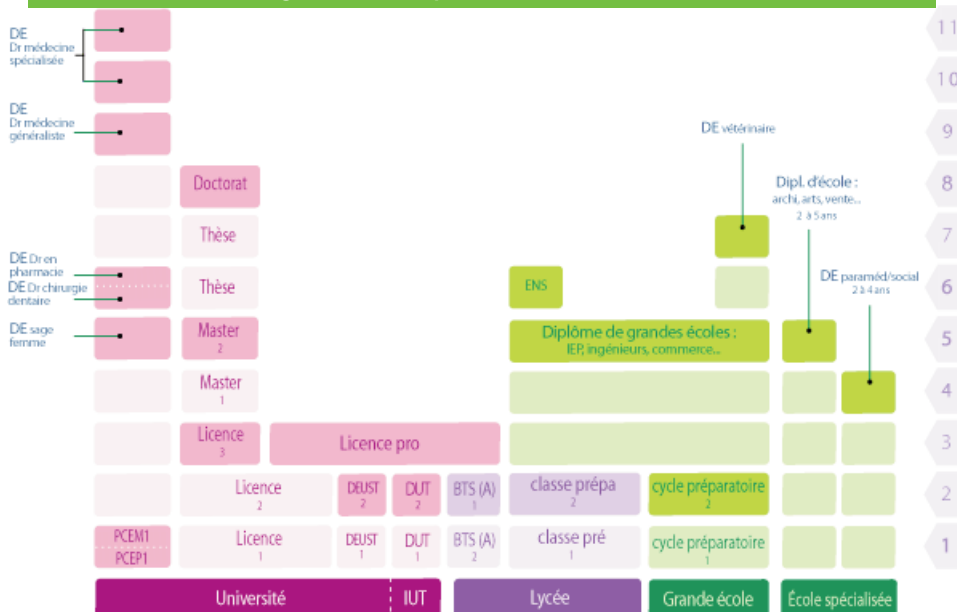 11
DE
Dr médecine
spécialisée
10
DE
Dr médecine
généraliste
9
DE vétérinaire
Doctorat
Dipl. d'école :
archi, arts, vente...
2 à 5 ans
8
Thèse
7
DE Dr en
pharmacie
DE Dr chirurgie
dentaire
Thèse
ENS
DE paraméd/social
2 à 4 ans
6
DE sage
femme
Master
2
Diplôme de grandes écoles :
IEP, ingénieurs, commerce...
5
Master
1
4
Licence
3
Licence pro
3
Licence
2
DEUST
2
DUT
2
BTS (A)
1
classe prépa
2
cycle préparatoire
2
2
PCEM1
PCEP1
Licence
1
DEUST
1
DUT
1
BTS (A)
2
classe pré
1
cycle préparatoire
1
1
Université
IUT
Lycée
Grande école
École spécialisée